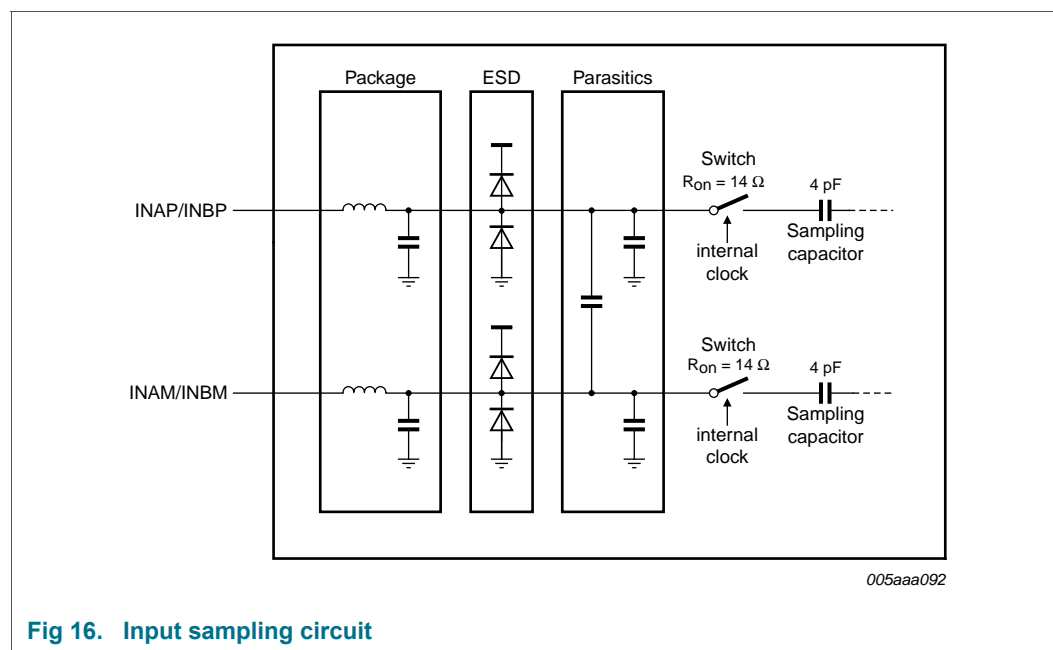 Package ESD Parasitics
Switch
Ron = 14 Ω
4 pF
INAP/INBP
internal
clock
Sampling
capacitor
Switch
Ron = 14 Ω
4 pF
INAM/INBM
internal
clock
Sampling
capacitor
005aaa092
Fig 16. Input sampling circuit